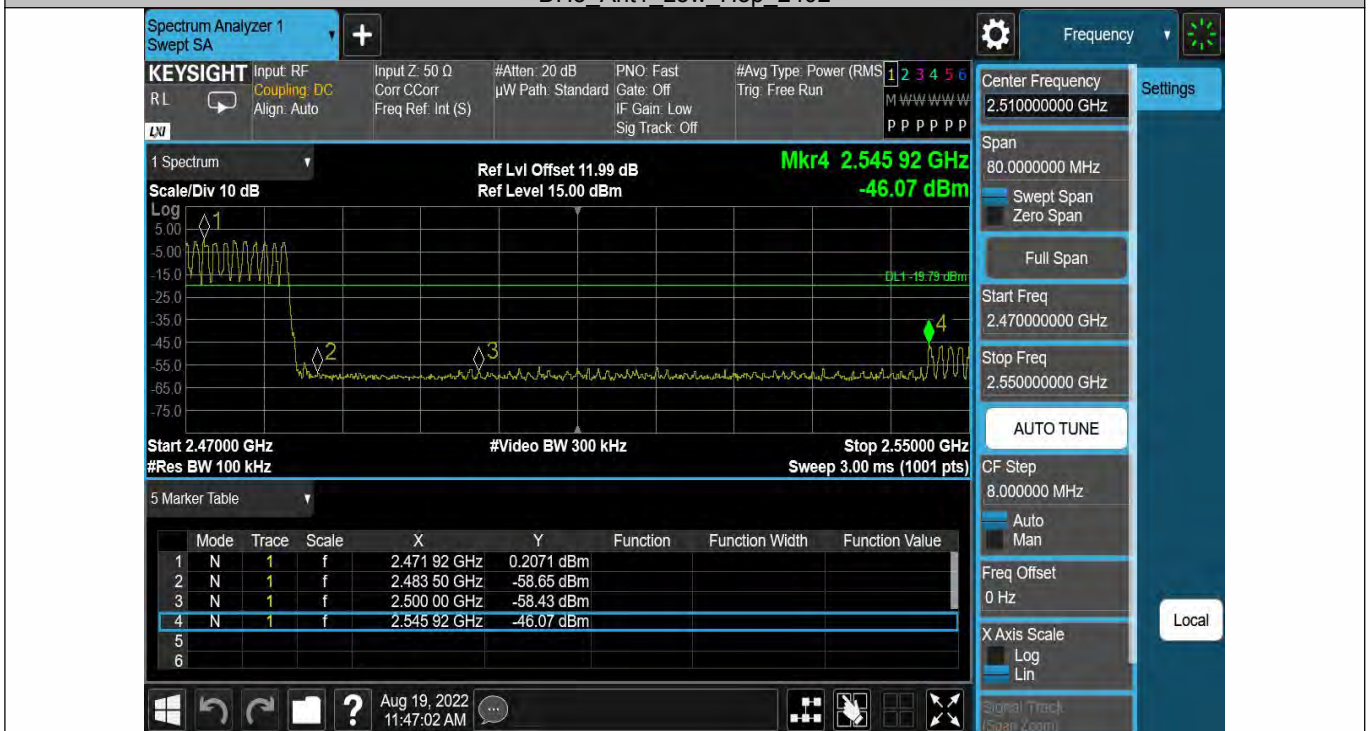 Spectrum Analyzer 1
Swept SA
Frequency
KEYSIGHT
RL
LXI
Input: RF
Coupling: DC
Align: Auto
Input Z: 50 Ω
Corr CCorr
Freq Ref: Int (S)
#Atten: 20 dB
µW Path: Standard
PNO: Fast
Gate: Off
IF Gain: Low
Sig Track: Off
#Avg Type: Power (RMS
Trig: Free Run
1 2 3 4 5 6
M W W W W W
P P P P P P
1 Spectrum
Scale/Div 10 dB
Ref Lvl Offset 11.99 dB
Ref Level 15.00 dBm
Mkr4 2.545 92 GHz
-46.07 dBm
Log
5.00
-5.00
-15.0
-25.0
-35.0
-45.0
-55.0
-65.0
-75.0
1
2
3
4
DL1 -19.79 dBm
Start 2.47000 GHz
#Res BW 100 kHz
#Video BW 300 kHz
Stop 2.55000 GHz
Sweep 3.00 ms (1001 pts)
5 Marker Table
Mode Trace Scale X Y Function Function Width Function Value
1 N 1 f 2.471 92 GHz 0.2071 dBm
2 N 1 f 2.483 50 GHz -58.65 dBm
3 N 1 f 2.500 00 GHz -58.43 dBm
4 N 1 f 2.545 92 GHz -46.07 dBm
5
6
Aug 19, 2022
11:47:02 AM
?
Center Frequency
2.510000000 GHz
Settings
Span
80.0000000 MHz
Swept Span
Zero Span
Full Span
Start Freq
2.470000000 GHz
Stop Freq
2.550000000 GHz
AUTO TUNE
CF Step
8.000000 MHz
Auto
Man
Freq Offset
0 Hz
X Axis Scale
Log
Lin
Local
Signal Track
(Span Zoom)